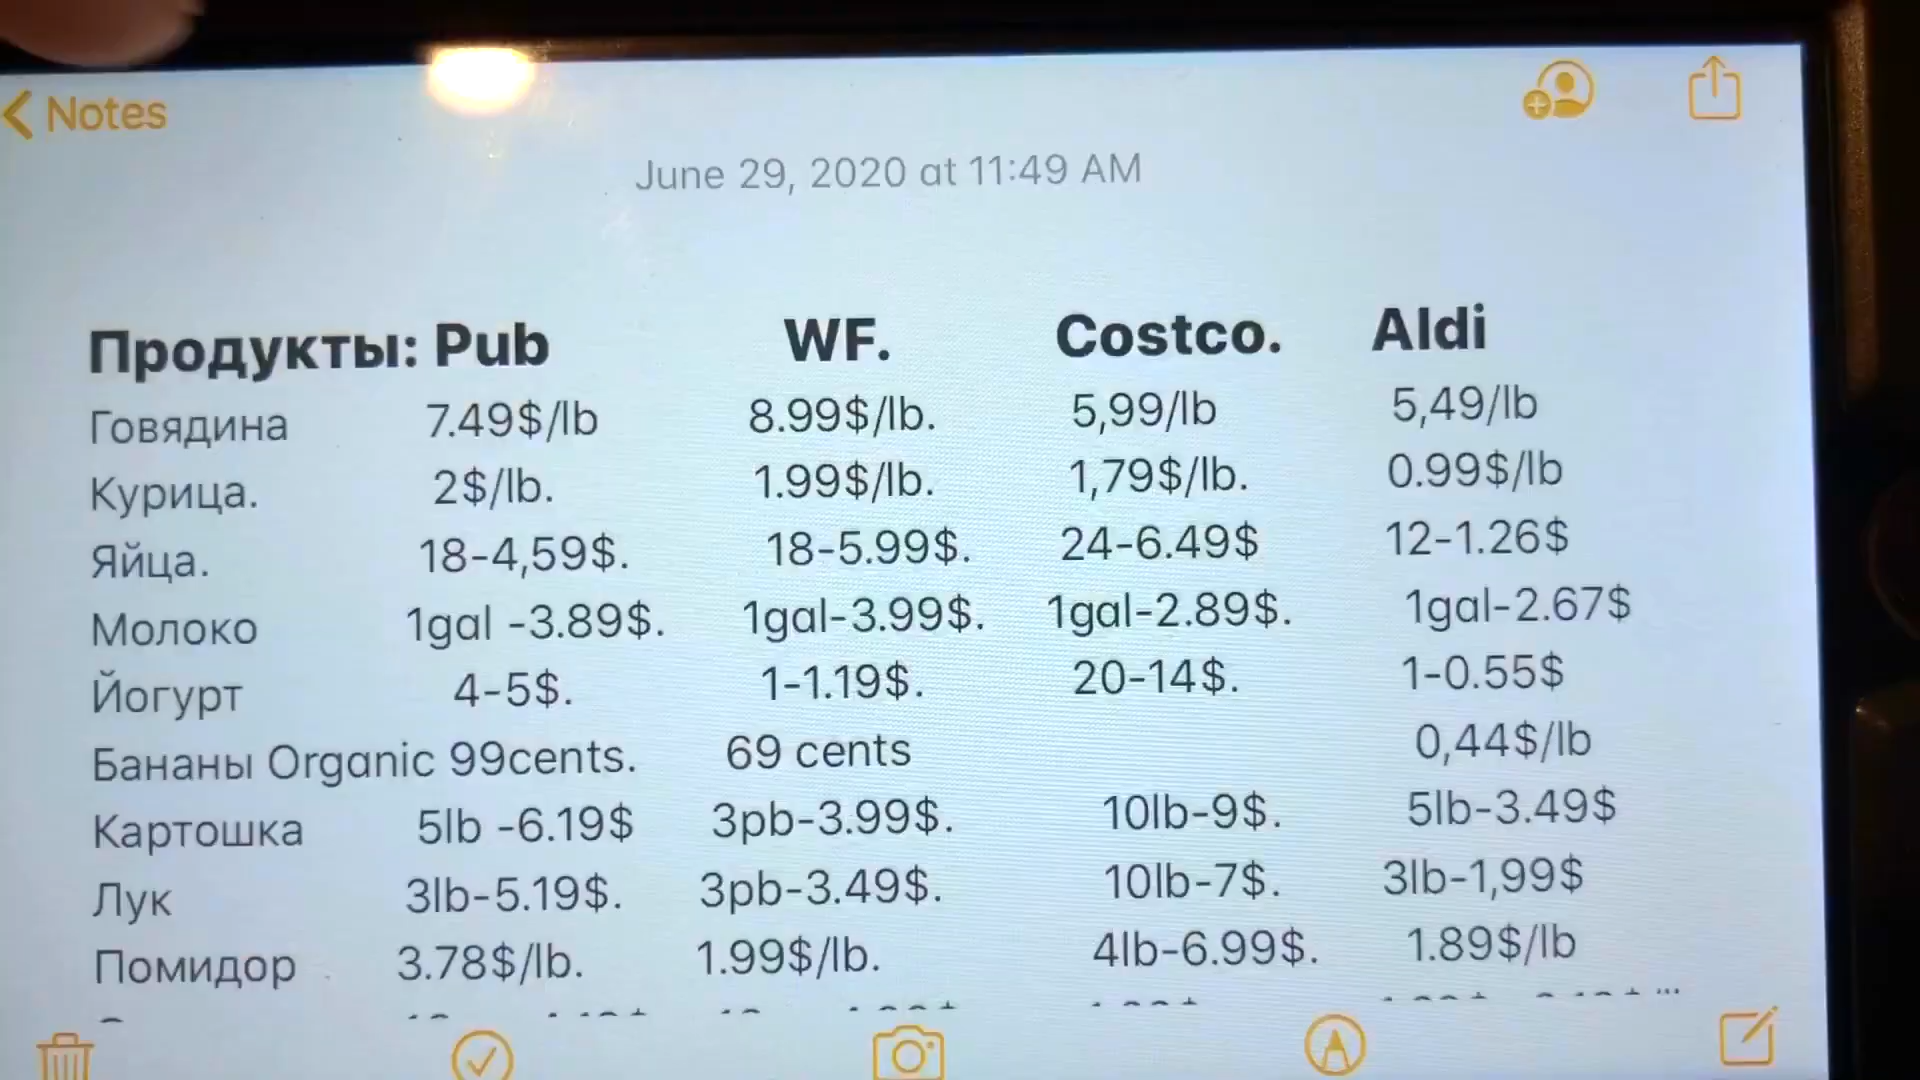 Notes
June 29, 2020 at 11:49 AM
Продукты: Pub WF. Costco. Aldi
Говядина 7.49$/lb 8.99$/lb. 5,99/lb 5,49/lb
Курица. 2$/lb. 1.99$/lb. 1,79$/lb. 0.99$/lb
Яйца. 18-4,59$. 18-5.99$. 24-6.49$ 12-1.26$
Молоко 1gal -3.89$. 1gal-3.99$. 1gal-2.89$. 1gal-2.67$
Йогурт 4-5$. 1-1.19$. 20-14$. 1-0.55$
Бананы Organic 99cents. 69 cents 0,44$/lb
Картошка 5lb -6.19$ 3pb-3.99$. 10lb-9$. 5lb-3.49$
Лук 3lb-5.19$. 3pb-3.49$. 10lb-7$. 3lb-1,99$
Помидор 3.78$/lb. 1.99$/lb. 4lb-6.99$. 1.89$/lb